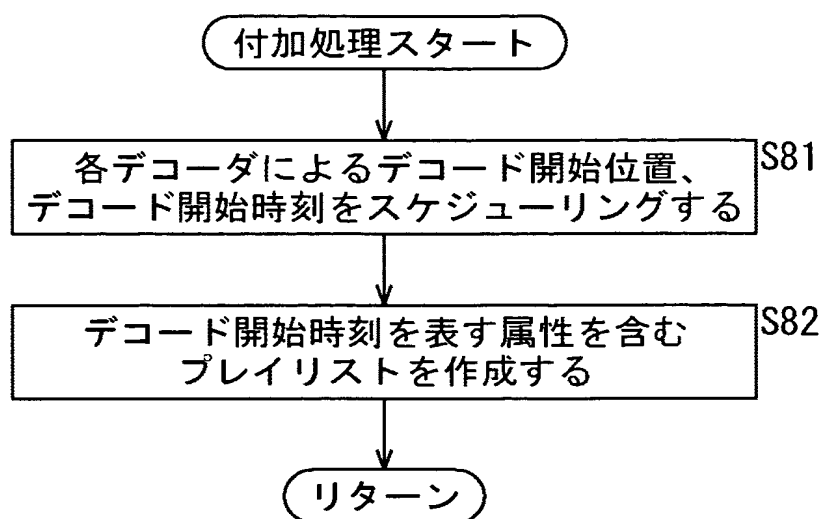 付加処理スタート
各デコーダによるデコード開始位置、
デコード開始時刻をスケジューリングする
S81
デコード開始時刻を表す属性を含む
プレイリストを作成する
S82
リターン